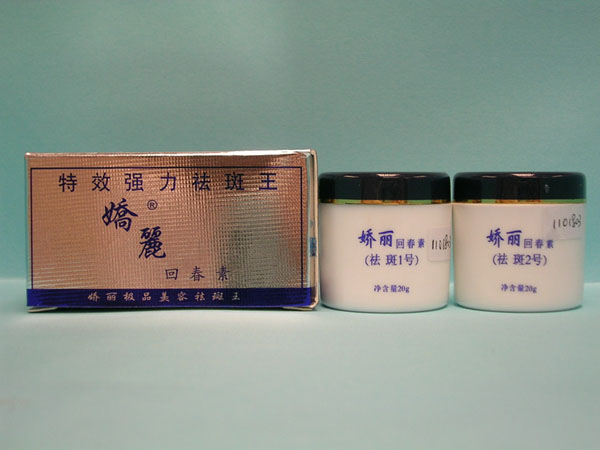 特效强力祛斑王
嬌®
麗
回春素
娇丽极品美容祛斑王
娇丽回春素
(祛 斑1号)
净含量20g
娇丽回春素
(祛 斑2号)
净含量20g
1101803